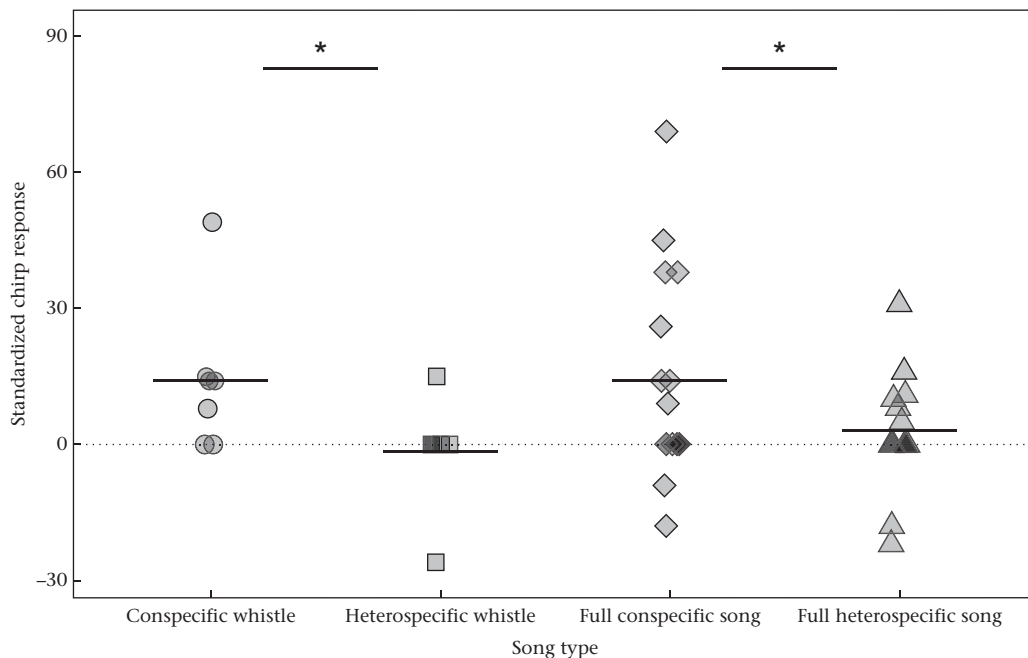 90
60
30
0
–30
Standardized chirp response
*
*
Conspecific whistle
Heterospecific whistle
Full conspecific song
Full heterospecific song
Song type